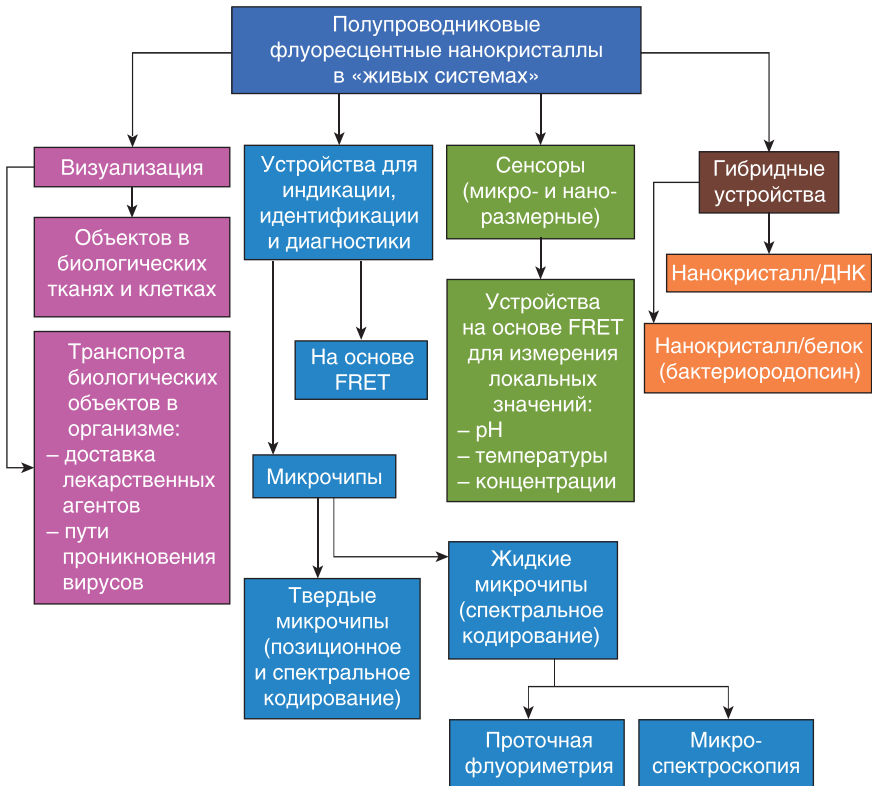 Полупроводниковые
флуоресцентные нанокристаллы
в «живых системах»
Визуализация
Объектов в
биологических
тканях и клетках
Транспорта
биологических
объектов в
организме:
– доставка
лекарственных
агентов
– пути
проникновения
вирусов
Устройства для
индикации,
идентификации
и диагностики
На основе
FRET
Микрочипы
Твердые
микрочипы
(позиционное
и спектральное
кодирование)
Жидкие
микрочипы
(спектральное
кодирование)
Проточная
флуориметрия
Микро-
спектроскопия
Сенсоры
(микро- и нано-
размерные)
Устройства
на основе FRET
для измерения
локальных
значений:
– pH
– температуры
– концентрации
Гибридные
устройства
Нанокристалл/ДНК
Нанокристалл/белок
(бактериородопсин)